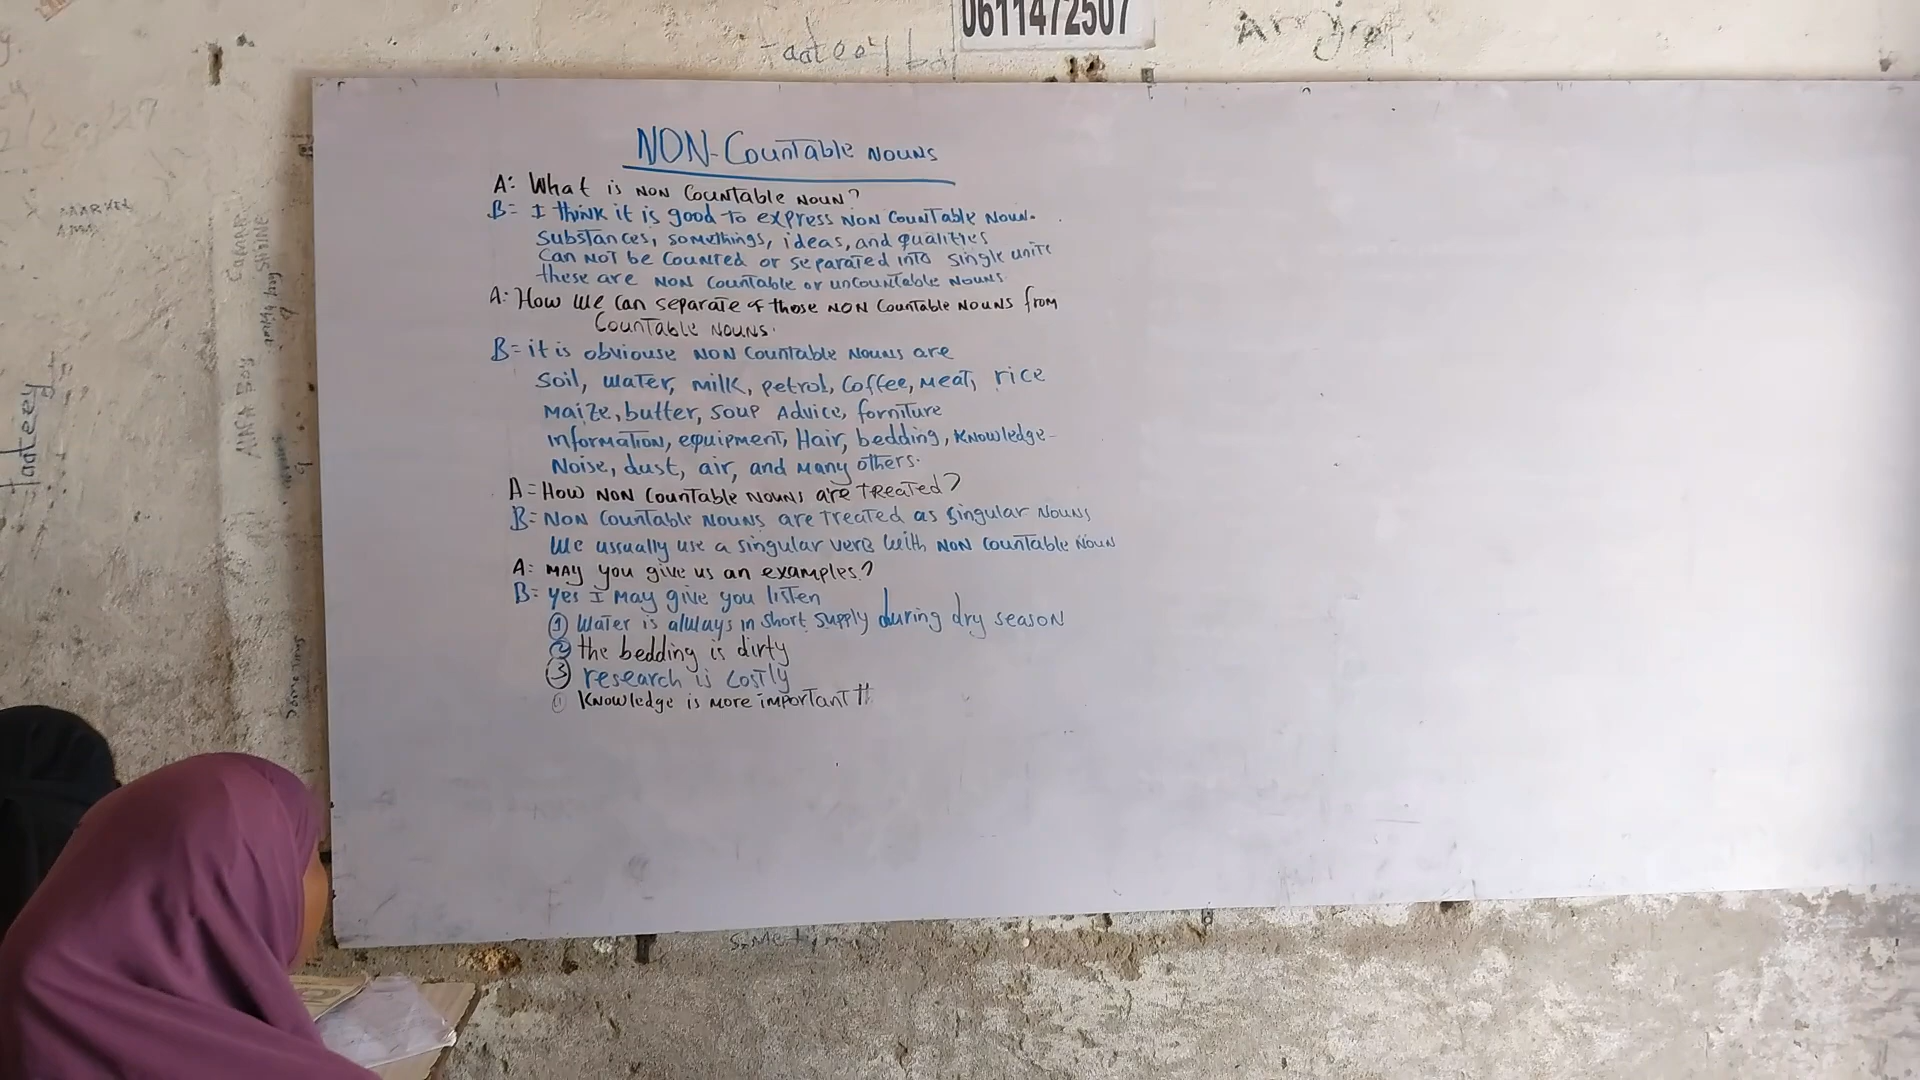 0611472507
NON-Countable NOUNS
A: What is NON Countable NOUN?
B= I think it is good to express NON Countable NOUN.
Substances, somethings, ideas, and qualities
Can not be counted or separated into single unite
these are NON Countable or uncountable NOUNS
A: How we can separate of those NON Countable NOUNS from
Countable NOUNS.
B= it is obviouse NON Countable NOUNS are
Soil, water, milk, petrol, Coffee, Meat, rice
Maize, butter, soup Advice, forniture
information, equipment, Hair, bedding, Knowledge-
Noise, dust, air, and many others.
A= How NON Countable NOUNS are treated?
B= NON Countable NOUNS are treated as singular NOUNS
We ussually use a singular verb with NON Countable NOUN
A: MAY you give us an examples?
B= yes I may give you listen
① Water is always in short supply during dry season
② the bedding is dirty
③ research is costly
Knowledge is more important
MARKEL
Taateey